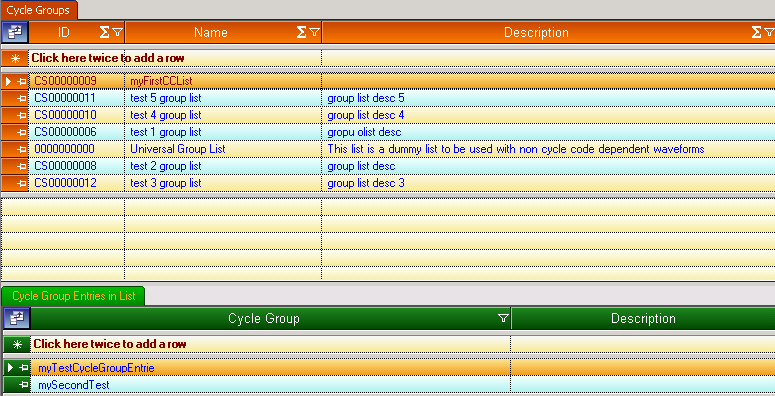 Cycle Groups
ID Σ Name Σ Description Σ
Click here twice to add a row
CS00000009 myFirstCCList
CS00000011 test 5 group list group list desc 5
CS00000010 test 4 group list group list desc 4
CS00000006 test 1 group list gropu olist desc
0000000000 Universal Group List This list is a dummy list to be used with non cycle code dependent waveforms
CS00000008 test 2 group list group list desc
CS00000012 test 3 group list group list desc 3
Cycle Group Entries in List
Cycle Group Description
Click here twice to add a row
myTestCycleGroupEntrie
mySecondTest